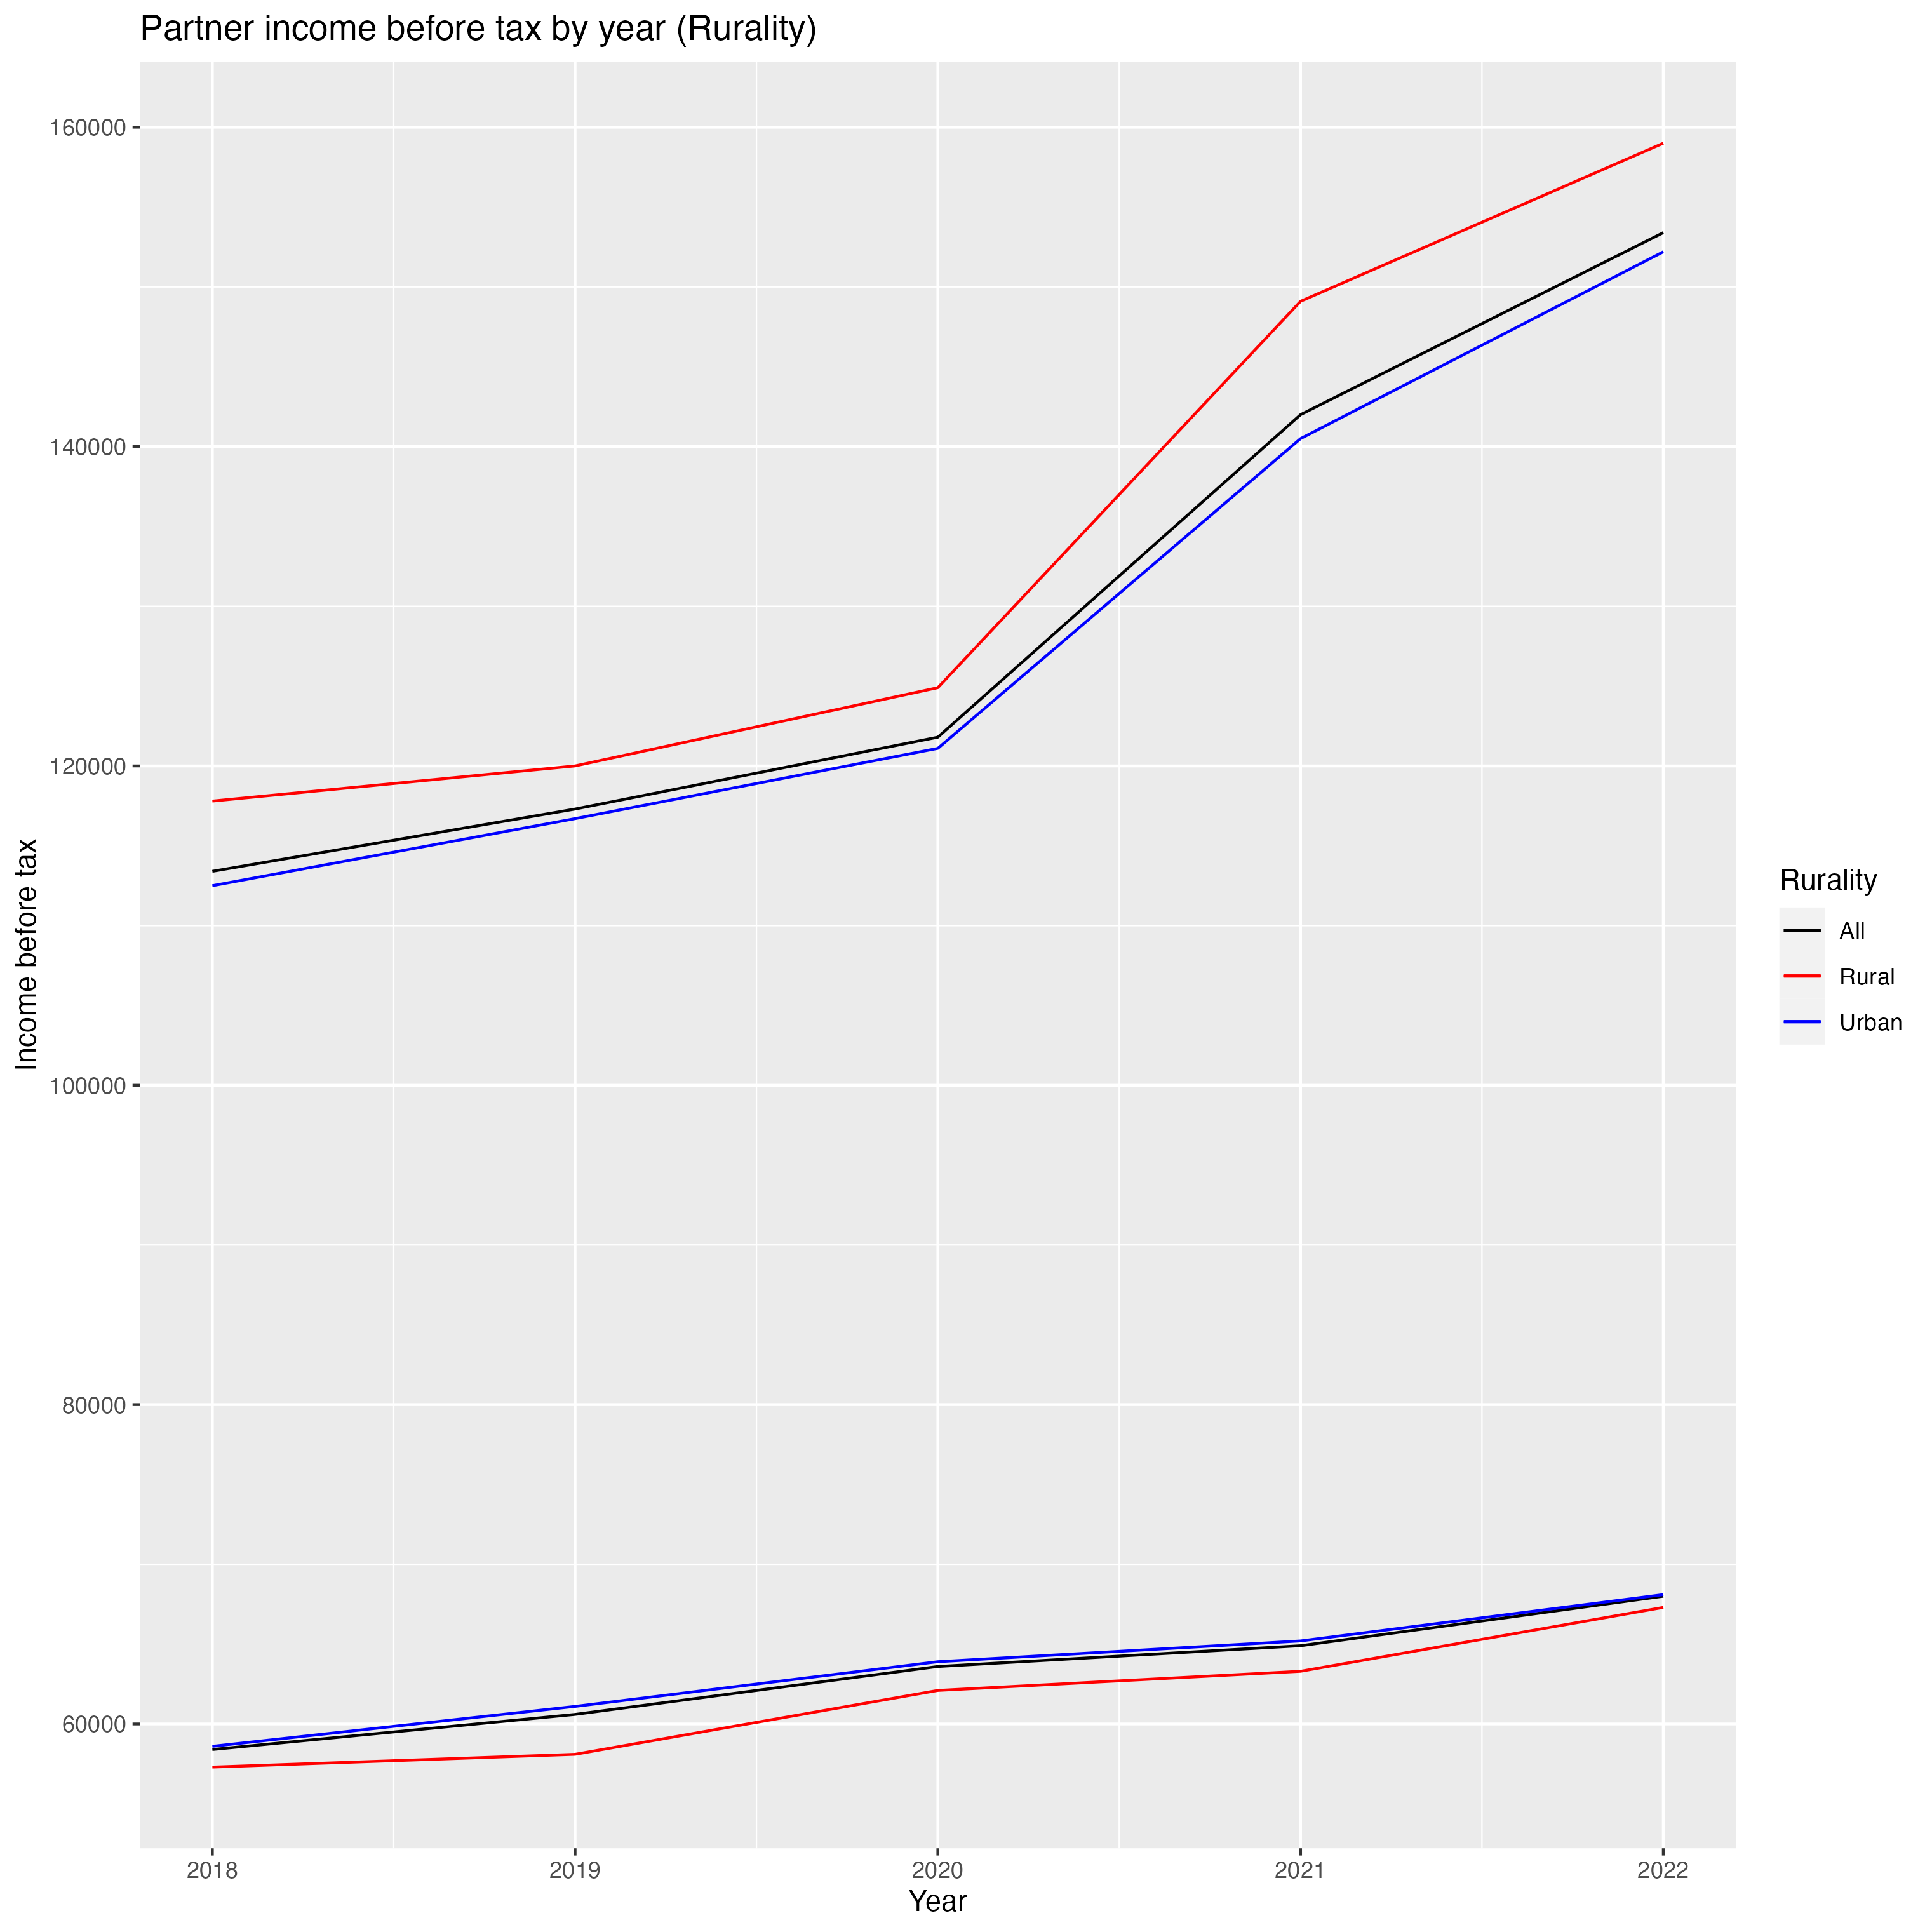 Partner income before tax by year (Rurality)
160000
140000
120000
100000
80000
60000
Income before tax
2018
2019
2020
2021
2022
Year
Rurality
All
Rural
Urban